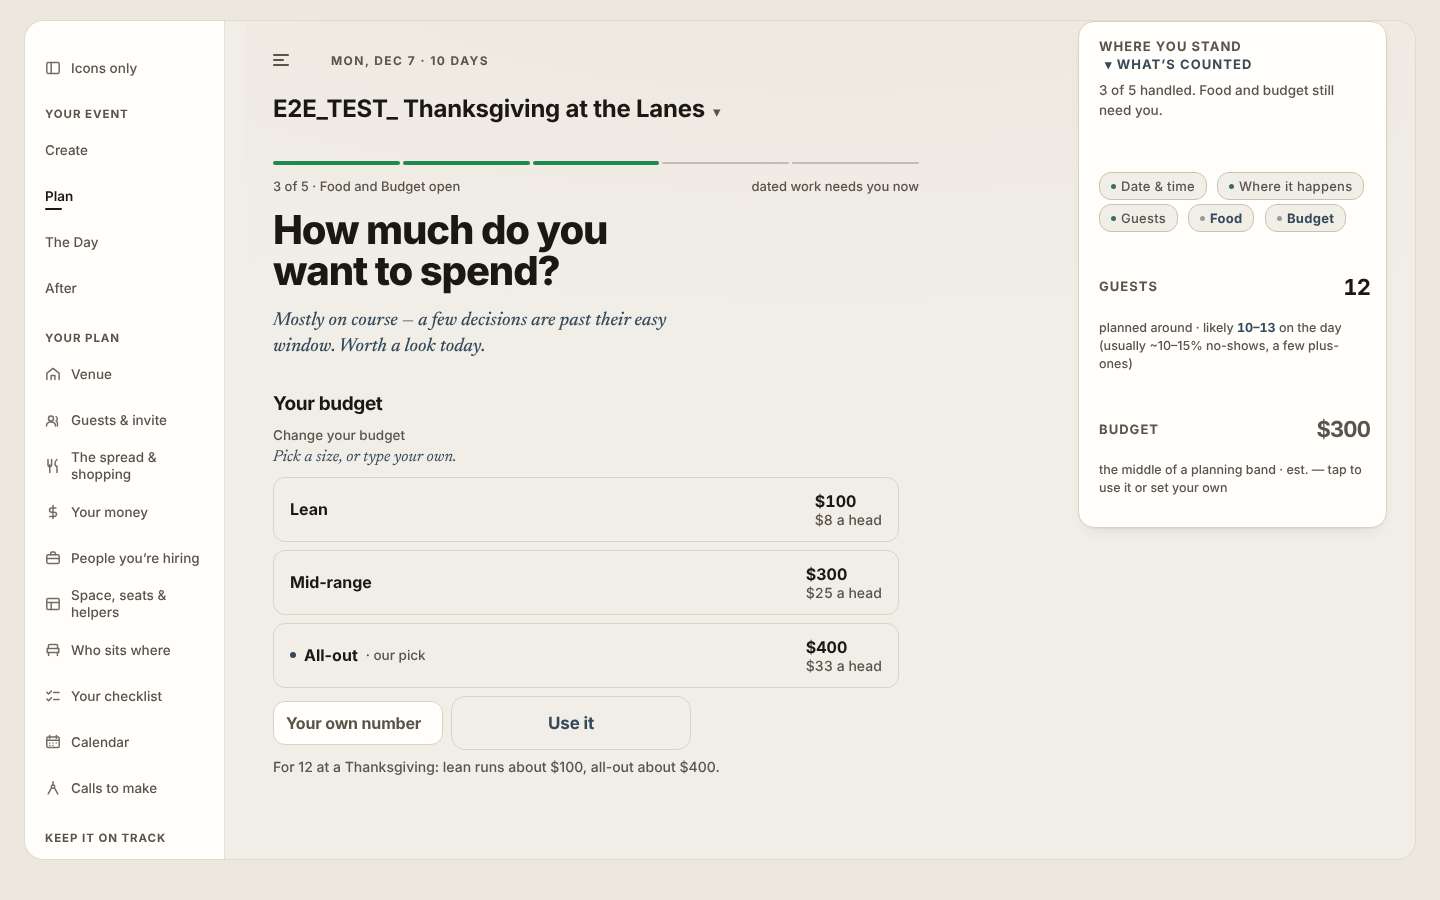 Icons only
YOUR EVENT
Create
Plan
The Day
After
YOUR PLAN
Venue
Guests & invite
The spread &
shopping
Your money
People you’re hiring
Space, seats &
helpers
Who sits where
Your checklist
Calendar
Calls to make
KEEP IT ON TRACK
MON, DEC 7 · 10 DAYS
E2E_TEST_ Thanksgiving at the Lanes ▾
3 of 5 · Food and Budget open
dated work needs you now
How much do you
want to spend?
Mostly on course — a few decisions are past their easy
window. Worth a look today.
Your budget
Change your budget
Pick a size, or type your own.
Lean
$100
$8 a head
Mid-range
$300
$25 a head
All-out · our pick
$400
$33 a head
Your own number
Use it
For 12 at a Thanksgiving: lean runs about $100, all-out about $400.
WHERE YOU STAND
▾ WHAT’S COUNTED
3 of 5 handled. Food and budget still
need you.
Date & time
Where it happens
Guests
Food
Budget
GUESTS
12
planned around · likely 10–13 on the day
(usually ~10–15% no-shows, a few plus-
ones)
BUDGET
$300
the middle of a planning band · est. — tap to
use it or set your own